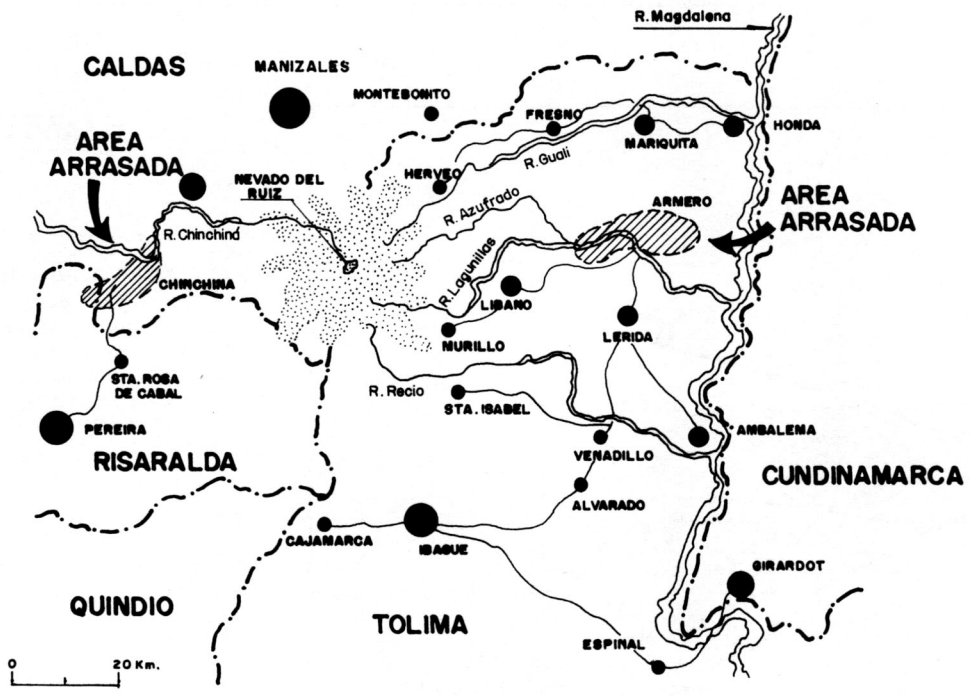 R. Magdalena
CALDAS
MANIZALES
MONTEBONITO
FRESNO
HONDA
MARIQUITA
AREA
ARRASADA
R. Guali
HERVEO
NEVADO DEL
RUIZ
R. Azufrado
ARMERO
AREA
ARRASADA
R. Chinchiná
CHINCHINA
R. Lagunillas
LIBANO
MURILLO
LERIDA
STA. ROSA
DE CABAL
R. Recio
STA. ISABEL
PEREIRA
AMBALEMA
VENADILLO
RISARALDA
CUNDINAMARCA
ALVARADO
CAJAMARCA
IBAGUE
GIRARDOT
QUINDIO
TOLIMA
ESPINAL
0 20 Km.